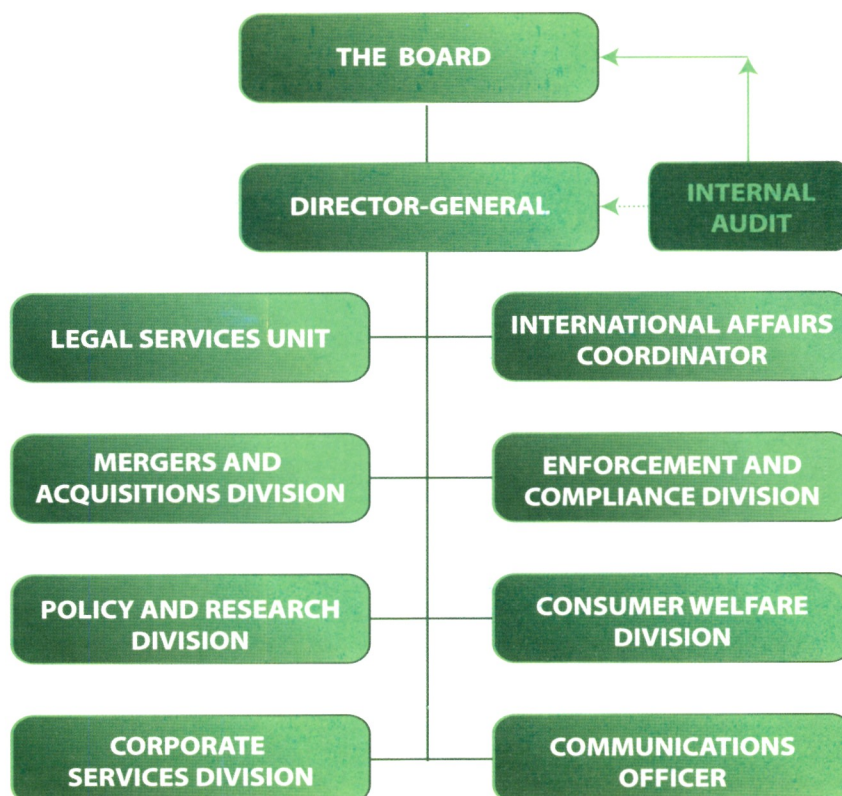 THE BOARD
DIRECTOR-GENERAL
INTERNAL
AUDIT
LEGAL SERVICES UNIT
INTERNATIONAL AFFAIRS
COORDINATOR
MERGERS AND
ACQUISITIONS DIVISION
ENFORCEMENT AND
COMPLIANCE DIVISION
POLICY AND RESEARCH
DIVISION
CONSUMER WELFARE
DIVISION
CORPORATE
SERVICES DIVISION
COMMUNICATIONS
OFFICER